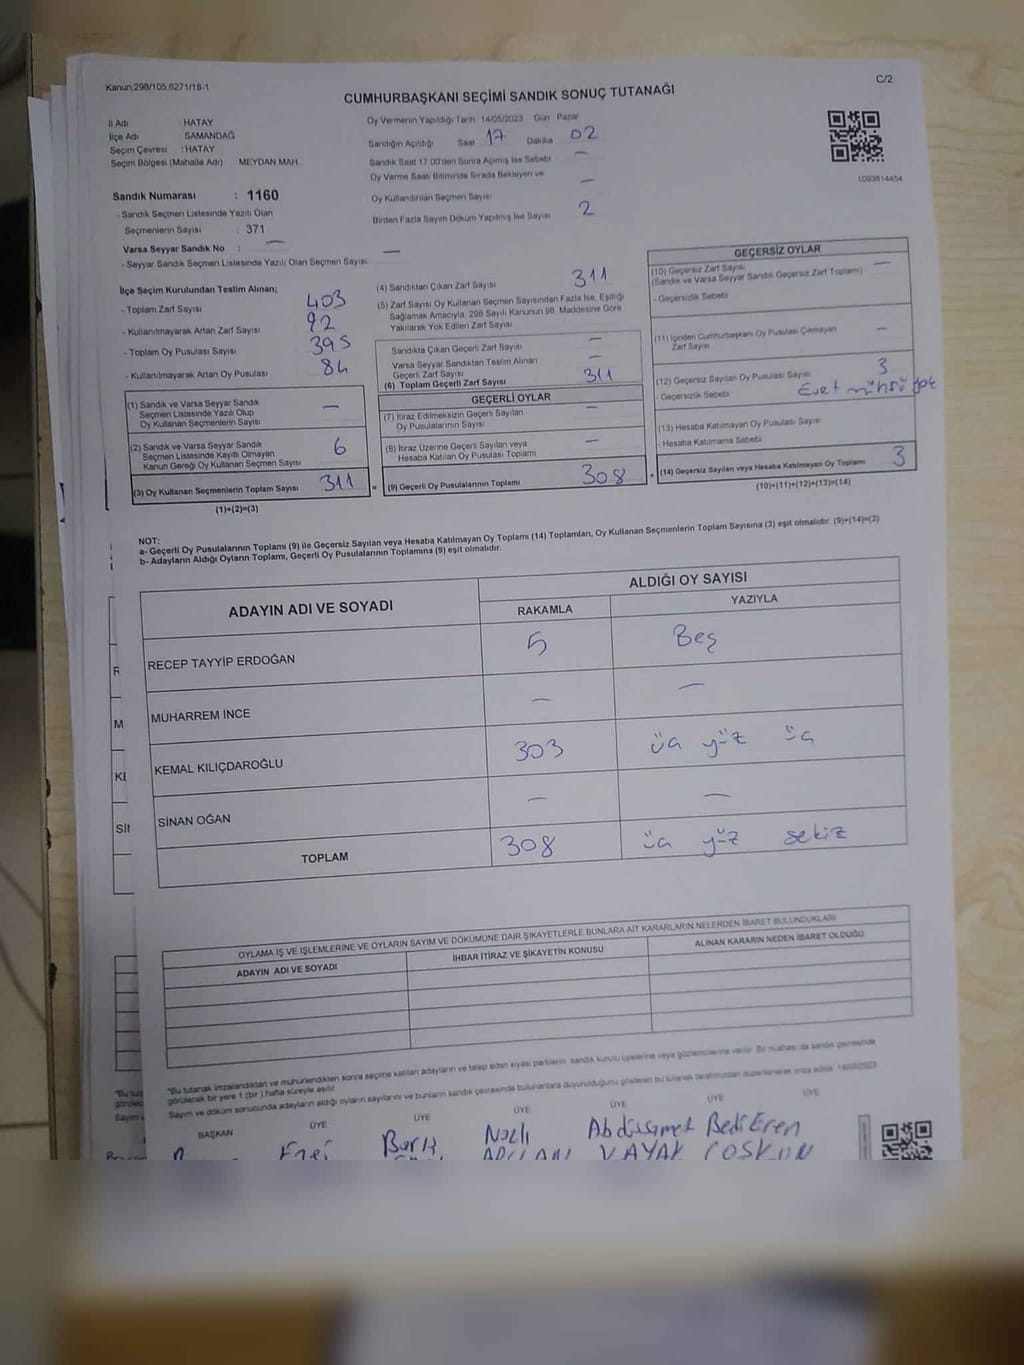 Kanun:298/105,6271/18-1
C/2
CUMHURBAŞKANI SEÇİMİ SANDIK SONUÇ TUTANAĞI
İl Adı HATAY
İlçe Adı SAMANDAĞ
Seçim Çevresi : HATAY
Seçim Bölgesi (Mahalle Adı) MEYDAN MAH.
Sandık Numarası : 1160
- Sandık Seçmen Listesinde Yazılı Olan
Seçmenlerin Sayısı : 371
Varsa Seyyar Sandık No : —
- Seyyar Sandık Seçmen Listesinde Yazılı Olan Seçmen Sayısı —
Oy Vermenin Yapıldığı Tarih 14/05/2023 Gün Pazar
Sandığın Açıldığı Saat 17 Dakika 02
Sandık Saat 17.00'den Sonra Açılmış İse Sebebi —
Oy Verme Saati Bitiminde Sırada Bekleyen ve
Oy Kullandırılan Seçmen Sayısı —
Birden Fazla Sayım Döküm Yapılmış İse Sayısı 2
1093814454
İlçe Seçim Kurulundan Teslim Alınan;
- Toplam Zarf Sayısı 403
- Kullanılmayarak Artan Zarf Sayısı 92
- Toplam Oy Pusulası Sayısı 395
- Kullanılmayarak Artan Oy Pusulası 84
(1) Sandık ve Varsa Seyyar Sandık
Seçmen Listesinde Yazılı Olup
Oy Kullanan Seçmenlerin Sayısı —
(2) Sandık ve Varsa Seyyar Sandık
Seçmen Listesinde Kayıtlı Olmayan
Kanun Gereği Oy Kullanan Seçmen Sayısı 6
(3) Oy Kullanan Seçmenlerin Toplam Sayısı 311
(1)+(2)=(3)
(4) Sandıktan Çıkan Zarf Sayısı 311
(5) Zarf Sayısı Oy Kullanan Seçmen Sayısından Fazla İse, Eşitliği
Sağlamak Amacıyla, 298 Sayılı Kanunun 98. Maddesine Göre
Yakılarak Yok Edilen Zarf Sayısı —
Sandıkta Çıkan Geçerli Zarf Sayısı —
Varsa Seyyar Sandıktan Teslim Alınan
Geçerli Zarf Sayısı —
(6) Toplam Geçerli Zarf Sayısı 311
GEÇERLİ OYLAR
(7) İtiraz Edilmeksizin Geçerli Sayılan
Oy Pusulalarının Sayısı —
(8) İtiraz Üzerine Geçerli Sayılan veya
Hesaba Katılan Oy Pusulası Toplamı —
= (9) Geçerli Oy Pusulalarının Toplamı 308
GEÇERSİZ OYLAR
(10) Geçersiz Zarf Sayısı —
(Sandık ve Varsa Seyyar Sandık Geçersiz Zarf Toplamı)
- Geçersizlik Sebebi
(11) İçinden Cumhurbaşkanı Oy Pusulası Çıkmayan
Zarf Sayısı —
(12) Geçersiz Sayılan Oy Pusulası Sayısı 3
- Geçersizlik Sebebi Evet mührü yok
(13) Hesaba Katılmayan Oy Pusulası Sayısı
- Hesaba Katılmama Sebebi
+ (14) Geçersiz Sayılan veya Hesaba Katılmayan Oy Toplamı 3
(10)+(11)+(12)+(13)=(14)
NOT:
a- Geçerli Oy Pusulalarının Toplamı (9) ile Geçersiz Sayılan veya Hesaba Katılmayan Oy Toplamı (14) Toplamları, Oy Kullanan Seçmenlerin Toplam Sayısına (3) eşit olmalıdır. (9)+(14)=(3)
b- Adayların Aldığı Oyların Toplamı, Geçerli Oy Pusulalarının Toplamına (9) eşit olmalıdır.
ADAYIN ADI VE SOYADI ALDIĞI OY SAYISI
RAKAMLA YAZIYLA
RECEP TAYYİP ERDOĞAN 5 Beş
MUHARREM İNCE — —
KEMAL KILIÇDAROĞLU 303 üç yüz üç
SİNAN OĞAN — —
TOPLAM 308 üç yüz sekiz
OYLAMA İŞ VE İŞLEMLERİNE VE OYLARIN SAYIM VE DÖKÜMÜNE DAİR ŞİKAYETLERLE BUNLARA AİT KARARLARIN NELERDEN İBARET BULUNDUKLARI
ADAYIN ADI VE SOYADI İHBAR İTİRAZ VE ŞİKAYETİN KONUSU ALINAN KARARIN NEDEN İBARET OLDUĞU
"Bu tutanak imzalandıktan ve mühürlendikten sonra seçime katılan adayların ve talep eden siyasi partilerin sandık kurulu üyelerine veya gözlemcilerine verilir. Bir nüshası da sandık çevresinde
görülecek bir yere 1 (bir) hafta süreyle asılır.
Sayım ve döküm sonucunda adayların aldığı oyların sayılarını ve bunların sandık çevresinde bulunanlara duyurulduğunu gösteren bu tutanak tarafımızdan düzenlenerek imza edildi. 14/05/2023
BAŞKAN ÜYE ÜYE ÜYE ÜYE ÜYE ÜYE
Nazlı Abdüssamet Bedi Eren
VAYAK COŞKUN